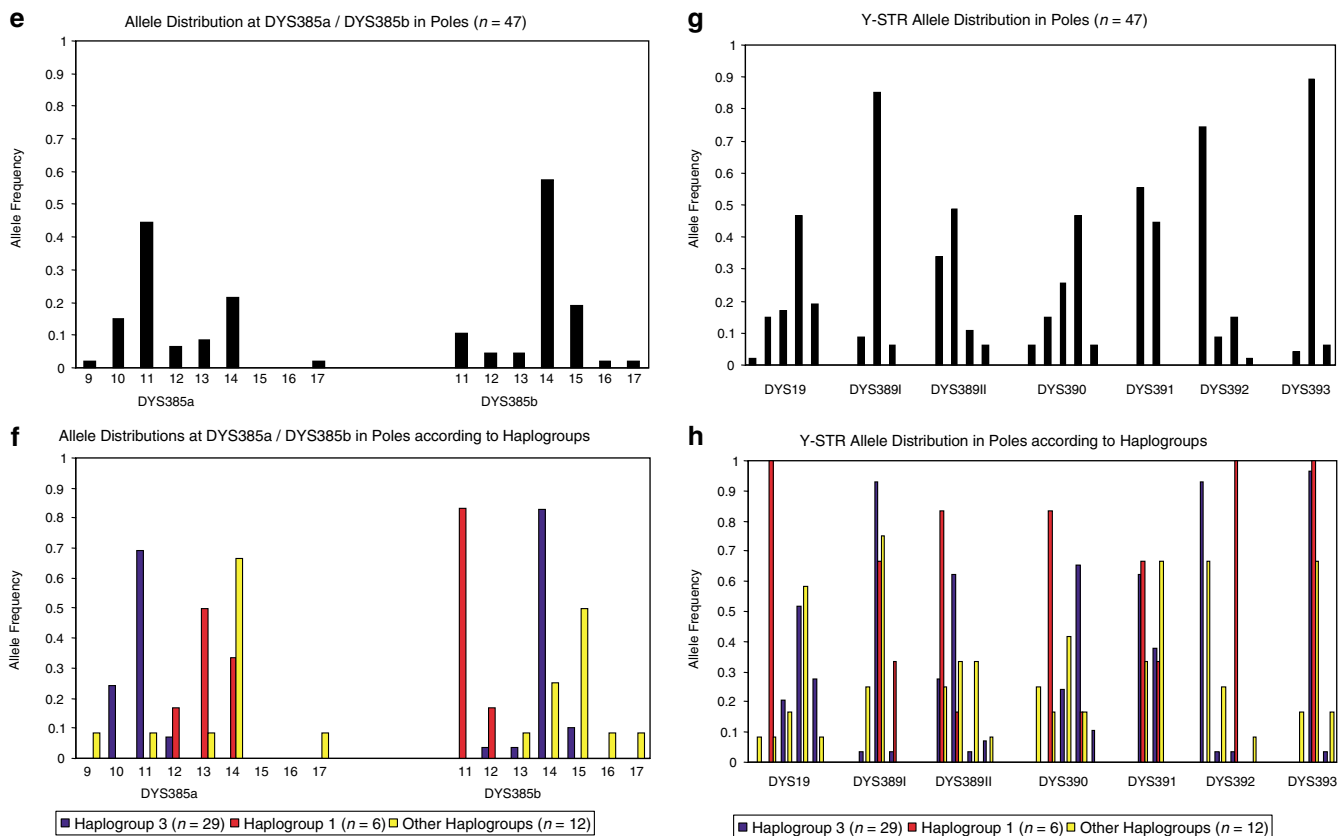 e
Allele Distribution at DYS385a / DYS385b in Poles (n = 47)
1
0.9
0.8
0.7
0.6
0.5
0.4
0.3
0.2
0.1
0
Allele Frequency
9 10 11 12 13 14 15 16 17 11 12 13 14 15 16 17
DYS385a DYS385b
g
Y-STR Allele Distribution in Poles (n = 47)
1
0.9
0.8
0.7
0.6
0.5
0.4
0.3
0.2
0.1
0
Allele Frequency
DYS19 DYS389I DYS389II DYS390 DYS391 DYS392 DYS393
f
Allele Distributions at DYS385a / DYS385b in Poles according to Haplogroups
1
0.9
0.8
0.7
0.6
0.5
0.4
0.3
0.2
0.1
0
Allele Frequency
9 10 11 12 13 14 15 16 17 11 12 13 14 15 16 17
DYS385a DYS385b
Haplogroup 3 (n = 29) Haplogroup 1 (n = 6) Other Haplogroups (n = 12)
h
Y-STR Allele Distribution in Poles according to Haplogroups
1
0.9
0.8
0.7
0.6
0.5
0.4
0.3
0.2
0.1
0
Allele Frequency
DYS19 DYS389I DYS389II DYS390 DYS391 DYS392 DYS393
Haplogroup 3 (n = 29) Haplogroup 1 (n = 6) Other Haplogroups (n = 12)